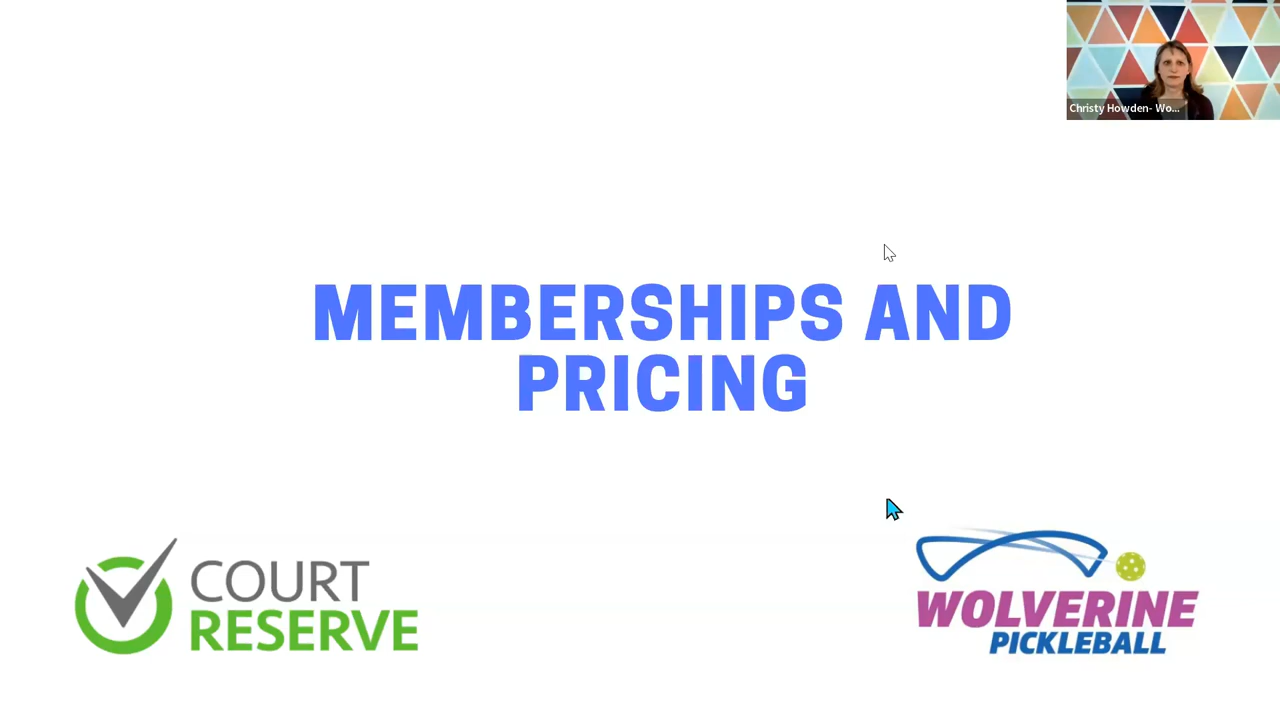 Christy Howden- Wo...
MEMBERSHIPS AND
PRICING
COURT
RESERVE
WOLVERINE
PICKLEBALL